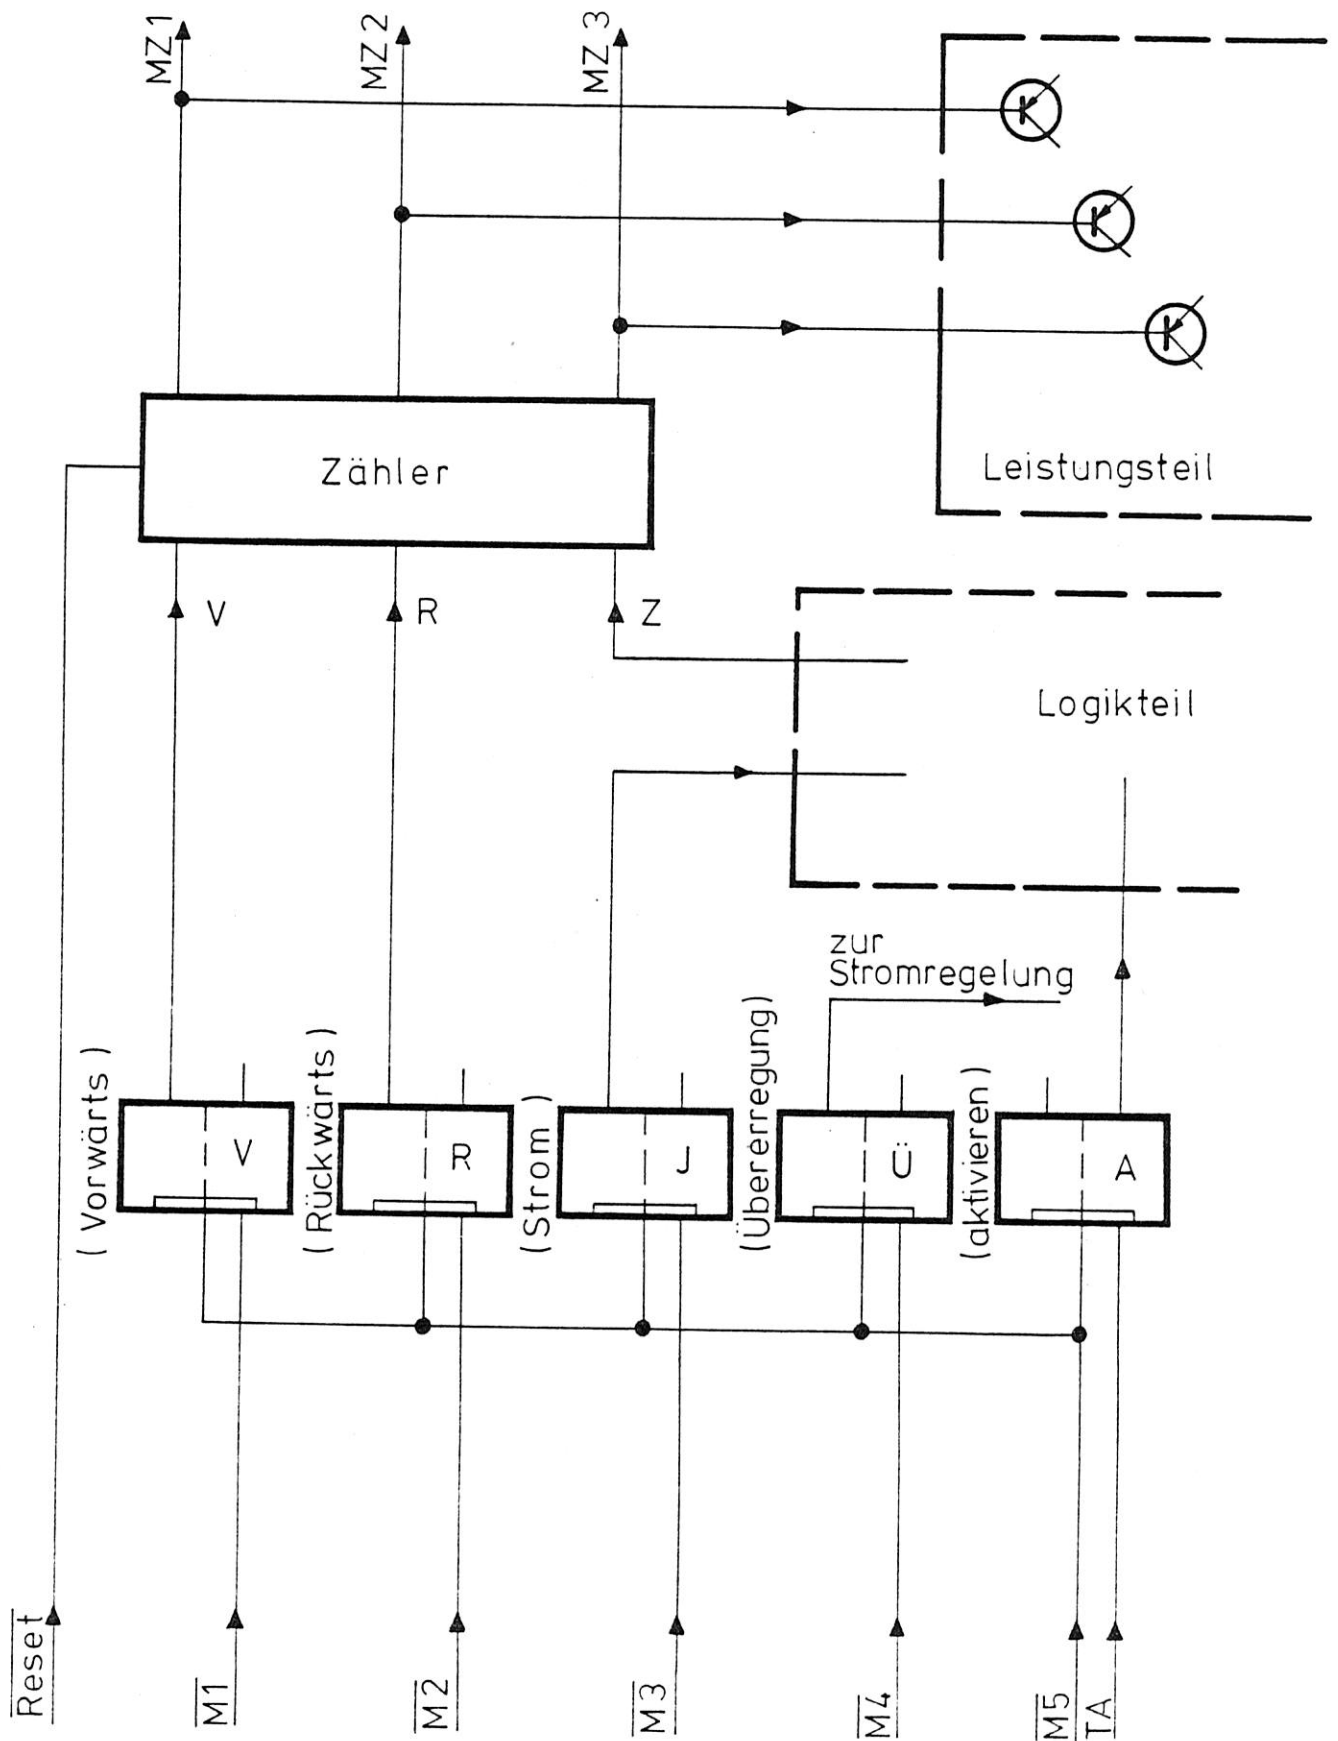 MZ 1
MZ 2
MZ 3
Zähler
Leistungsteil
V
R
Z
Logikteil
zur
Stromregelung
( Vorwärts )
V
( Rückwärts )
R
( Strom )
J
(Übererregung)
Ü
(aktivieren )
A
Reset
M1
M2
M3
M4
M5
TA